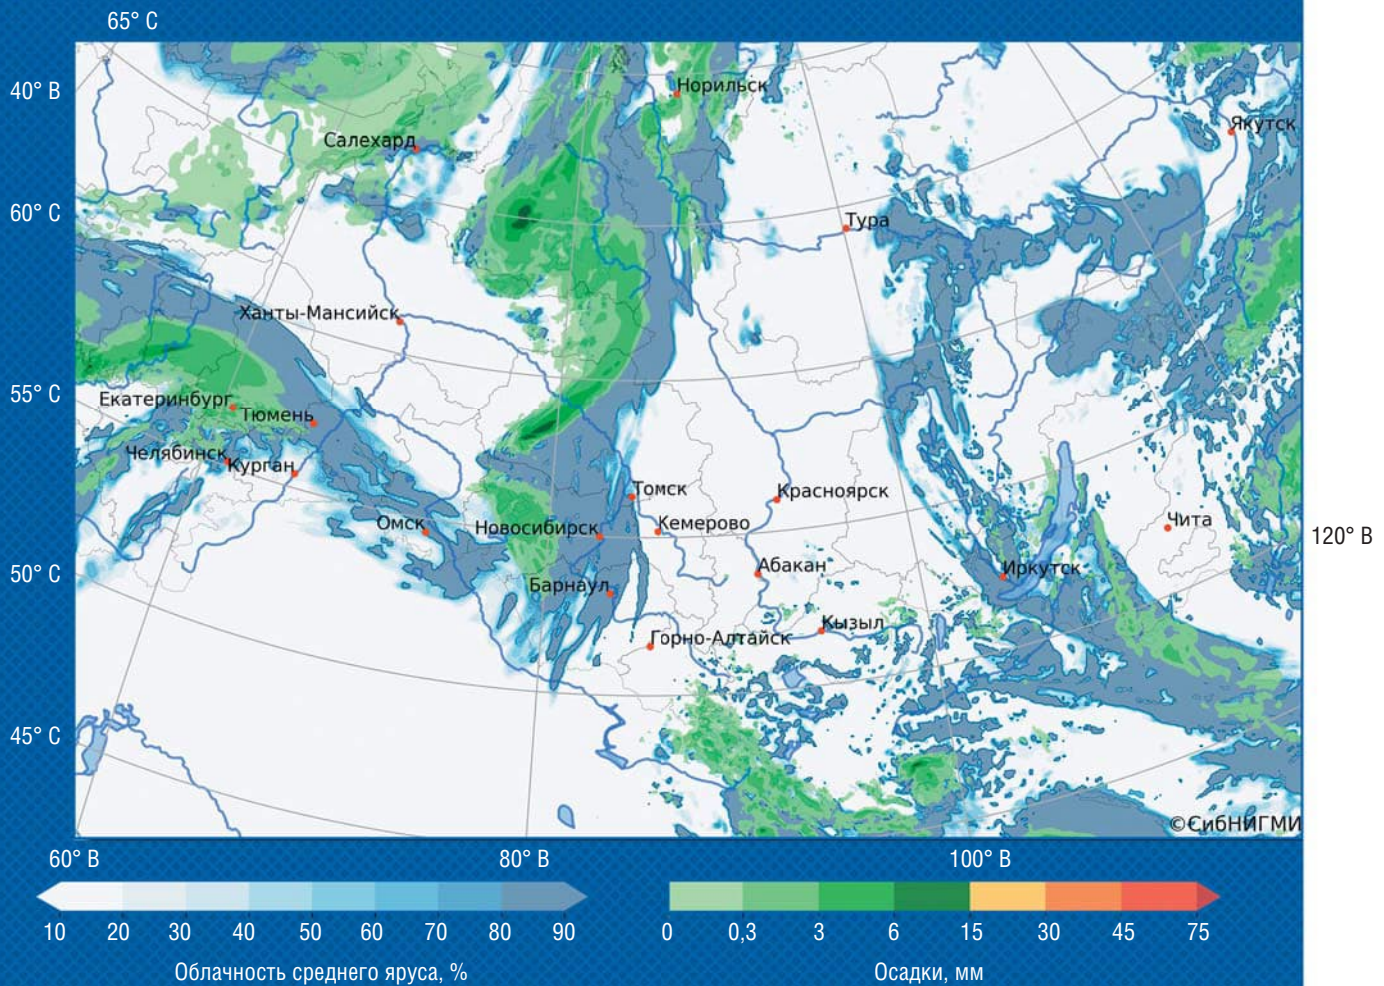 65° С
40° В
Норильск
Якутск
Салехард
60° С
Тура
Ханты-Мансийск
55° С
Екатеринбург
Тюмень
Челябинск
Курган
Томск
Красноярск
Омск
Новосибирск
Кемерово
Чита
120° В
50° С
Барнаул
Абакан
Иркутск
Горно-Алтайск
Кызыл
45° С
©СибНИГМИ
60° В 80° В 100° В
10 20 30 40 50 60 70 80 90
0 0,3 3 6 15 30 45 75
Облачность среднего яруса, %
Осадки, мм